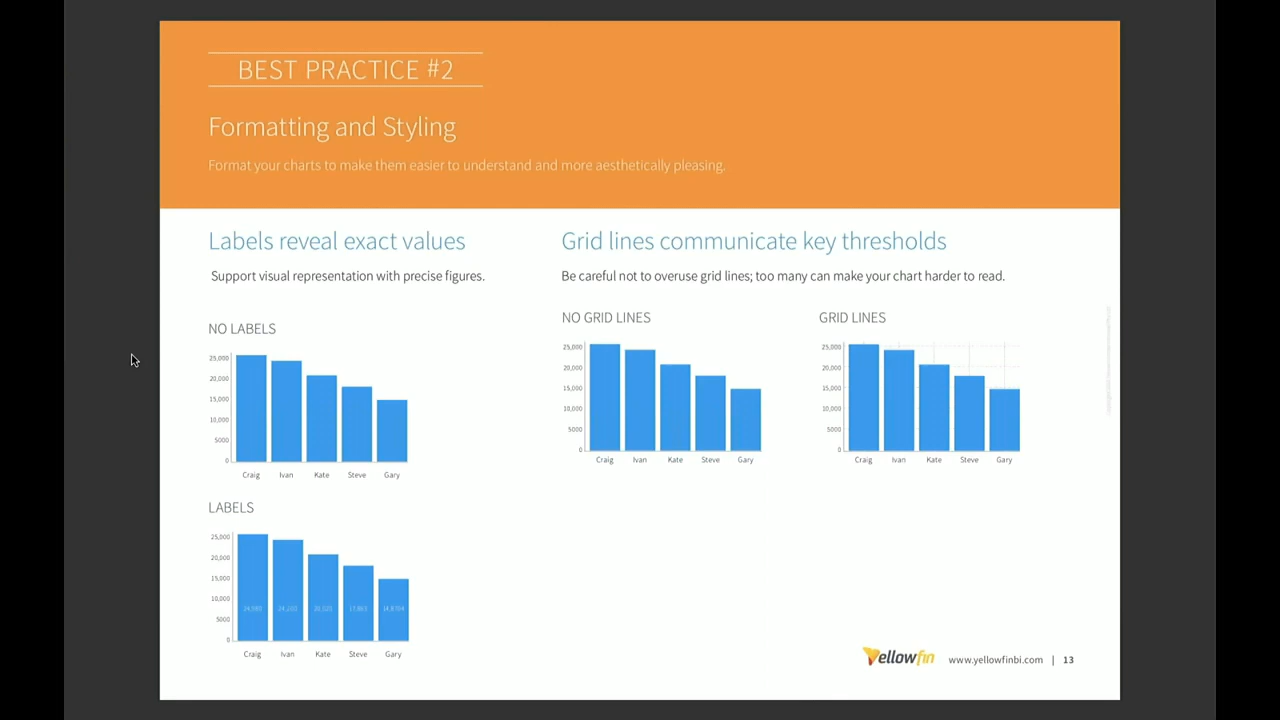 BEST PRACTICE #2
Formatting and Styling
Format your charts to make them easier to understand and more aesthetically pleasing.
Labels reveal exact values
Support visual representation with precise figures.
NO LABELS
25,000
20,000
15,000
10,000
5000
0
Craig Ivan Kate Steve Gary
LABELS
25,000
20,000
15,000
10,000
5000
0
Craig Ivan Kate Steve Gary
Grid lines communicate key thresholds
Be careful not to overuse grid lines; too many can make your chart harder to read.
NO GRID LINES
25,000
20,000
15,000
10,000
5000
0
Craig Ivan Kate Steve Gary
GRID LINES
25,000
20,000
15,000
10,000
5000
0
Craig Ivan Kate Steve Gary
Yellowfin www.yellowfinbi.com | 13